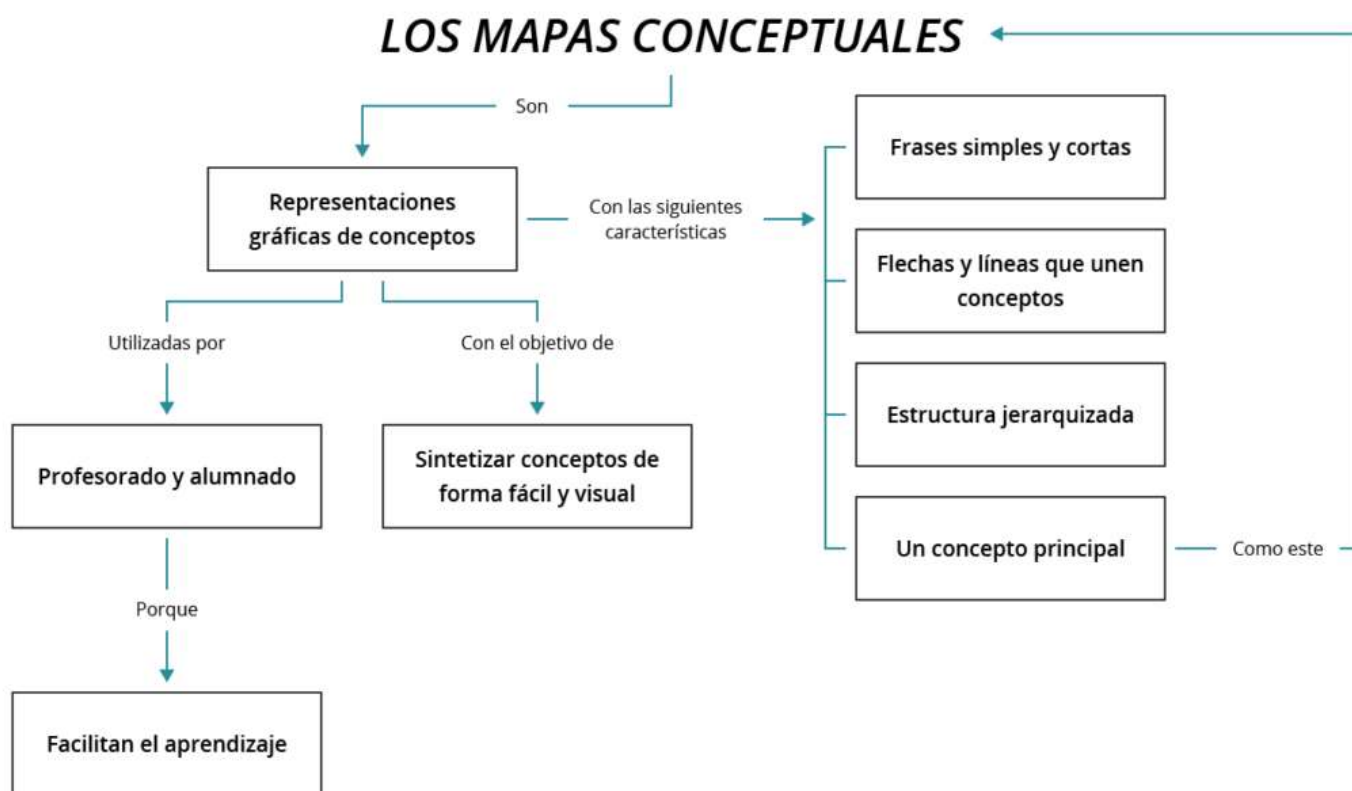 LOS MAPAS CONCEPTUALES
Son
Representaciones
gráficas de conceptos
Con las siguientes
características
Frases simples y cortas
Flechas y líneas que unen
conceptos
Estructura jerarquizada
Un concepto principal
Como este
Utilizadas por
Profesorado y alumnado
Porque
Facilitan el aprendizaje
Con el objetivo de
Sintetizar conceptos de
forma fácil y visual